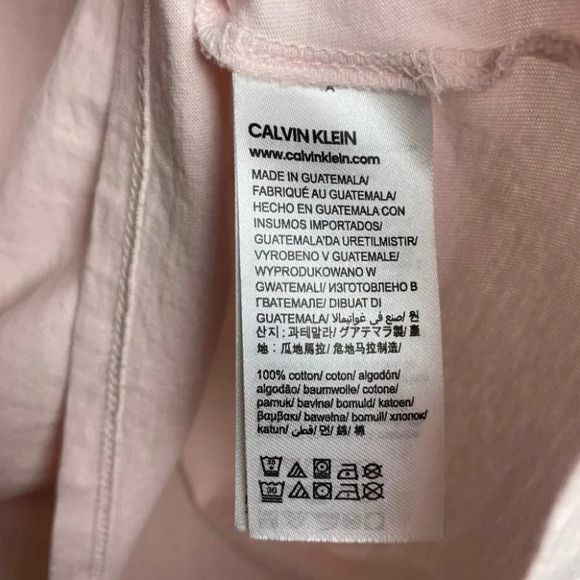 CALVIN KLEIN
www.calvinklein.com
MADE IN GUATEMALA/
FABRIQUÉ AU GUATEMALA/
HECHO EN GUATEMALA CON
INSUMOS IMPORTADOS/
GUATEMALA'DA URETILMISTIR/
VYROBENO V GUATEMALE/
WYPRODUKOWANO W
GWATEMALI/ ИЗГОТОВЛЕНО В
ГВАТЕМАЛЕ/ DIBUAT DI
GUATEMALA/ صنع في غواتيمالا/ 원
산지 : 과테말라/ グアテマラ製/ 產
地 : 瓜地馬拉/ 危地马拉制造/
100% cotton/ coton/ algodón/
algodão/ baumwolle/ cotone/
pamuk/ bavlna/ bomuld/ katoen/
βαμβακι/ bawełna/ bomull хлопок/
katun/ قطن/ 면/ 綿/ 棉/
30